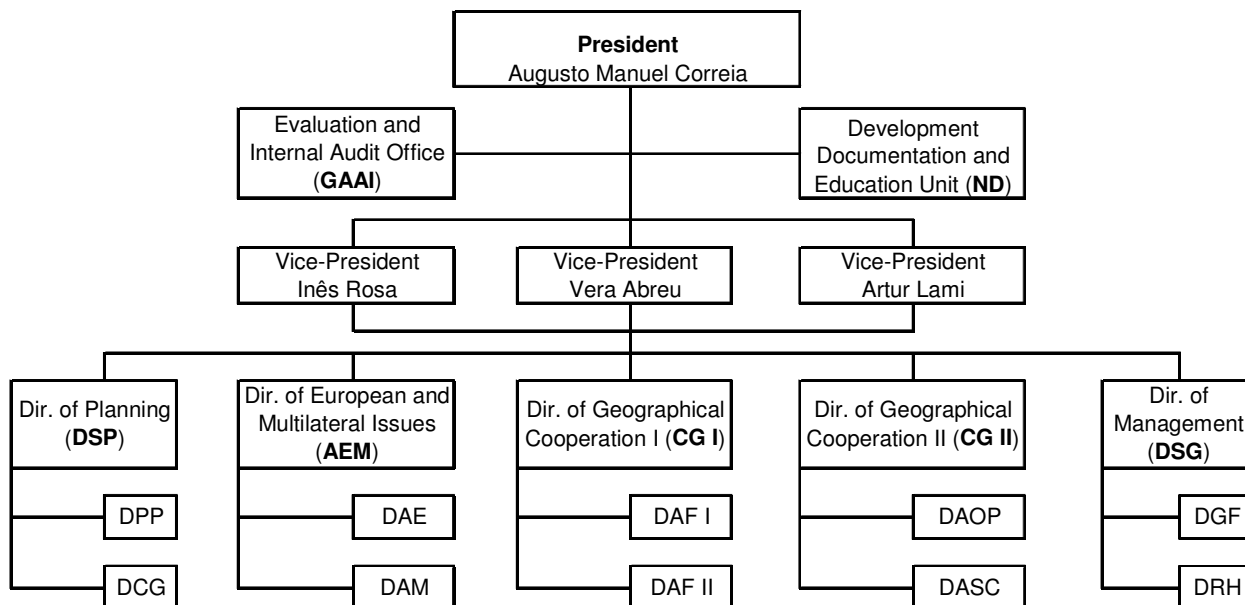 President
Augusto Manuel Correia
Evaluation and
Internal Audit Office
(GAAI)
Development
Documentation and
Education Unit (ND)
Vice-President
Inês Rosa
Vice-President
Vera Abreu
Vice-President
Artur Lami
Dir. of Planning
(DSP)
Dir. of European and
Multilateral Issues
(AEM)
Dir. of Geographical
Cooperation I (CG I)
Dir. of Geographical
Cooperation II (CG II)
Dir. of
Management
(DSG)
DPP
DAE
DAF I
DAOP
DGF
DCG
DAM
DAF II
DASC
DRH